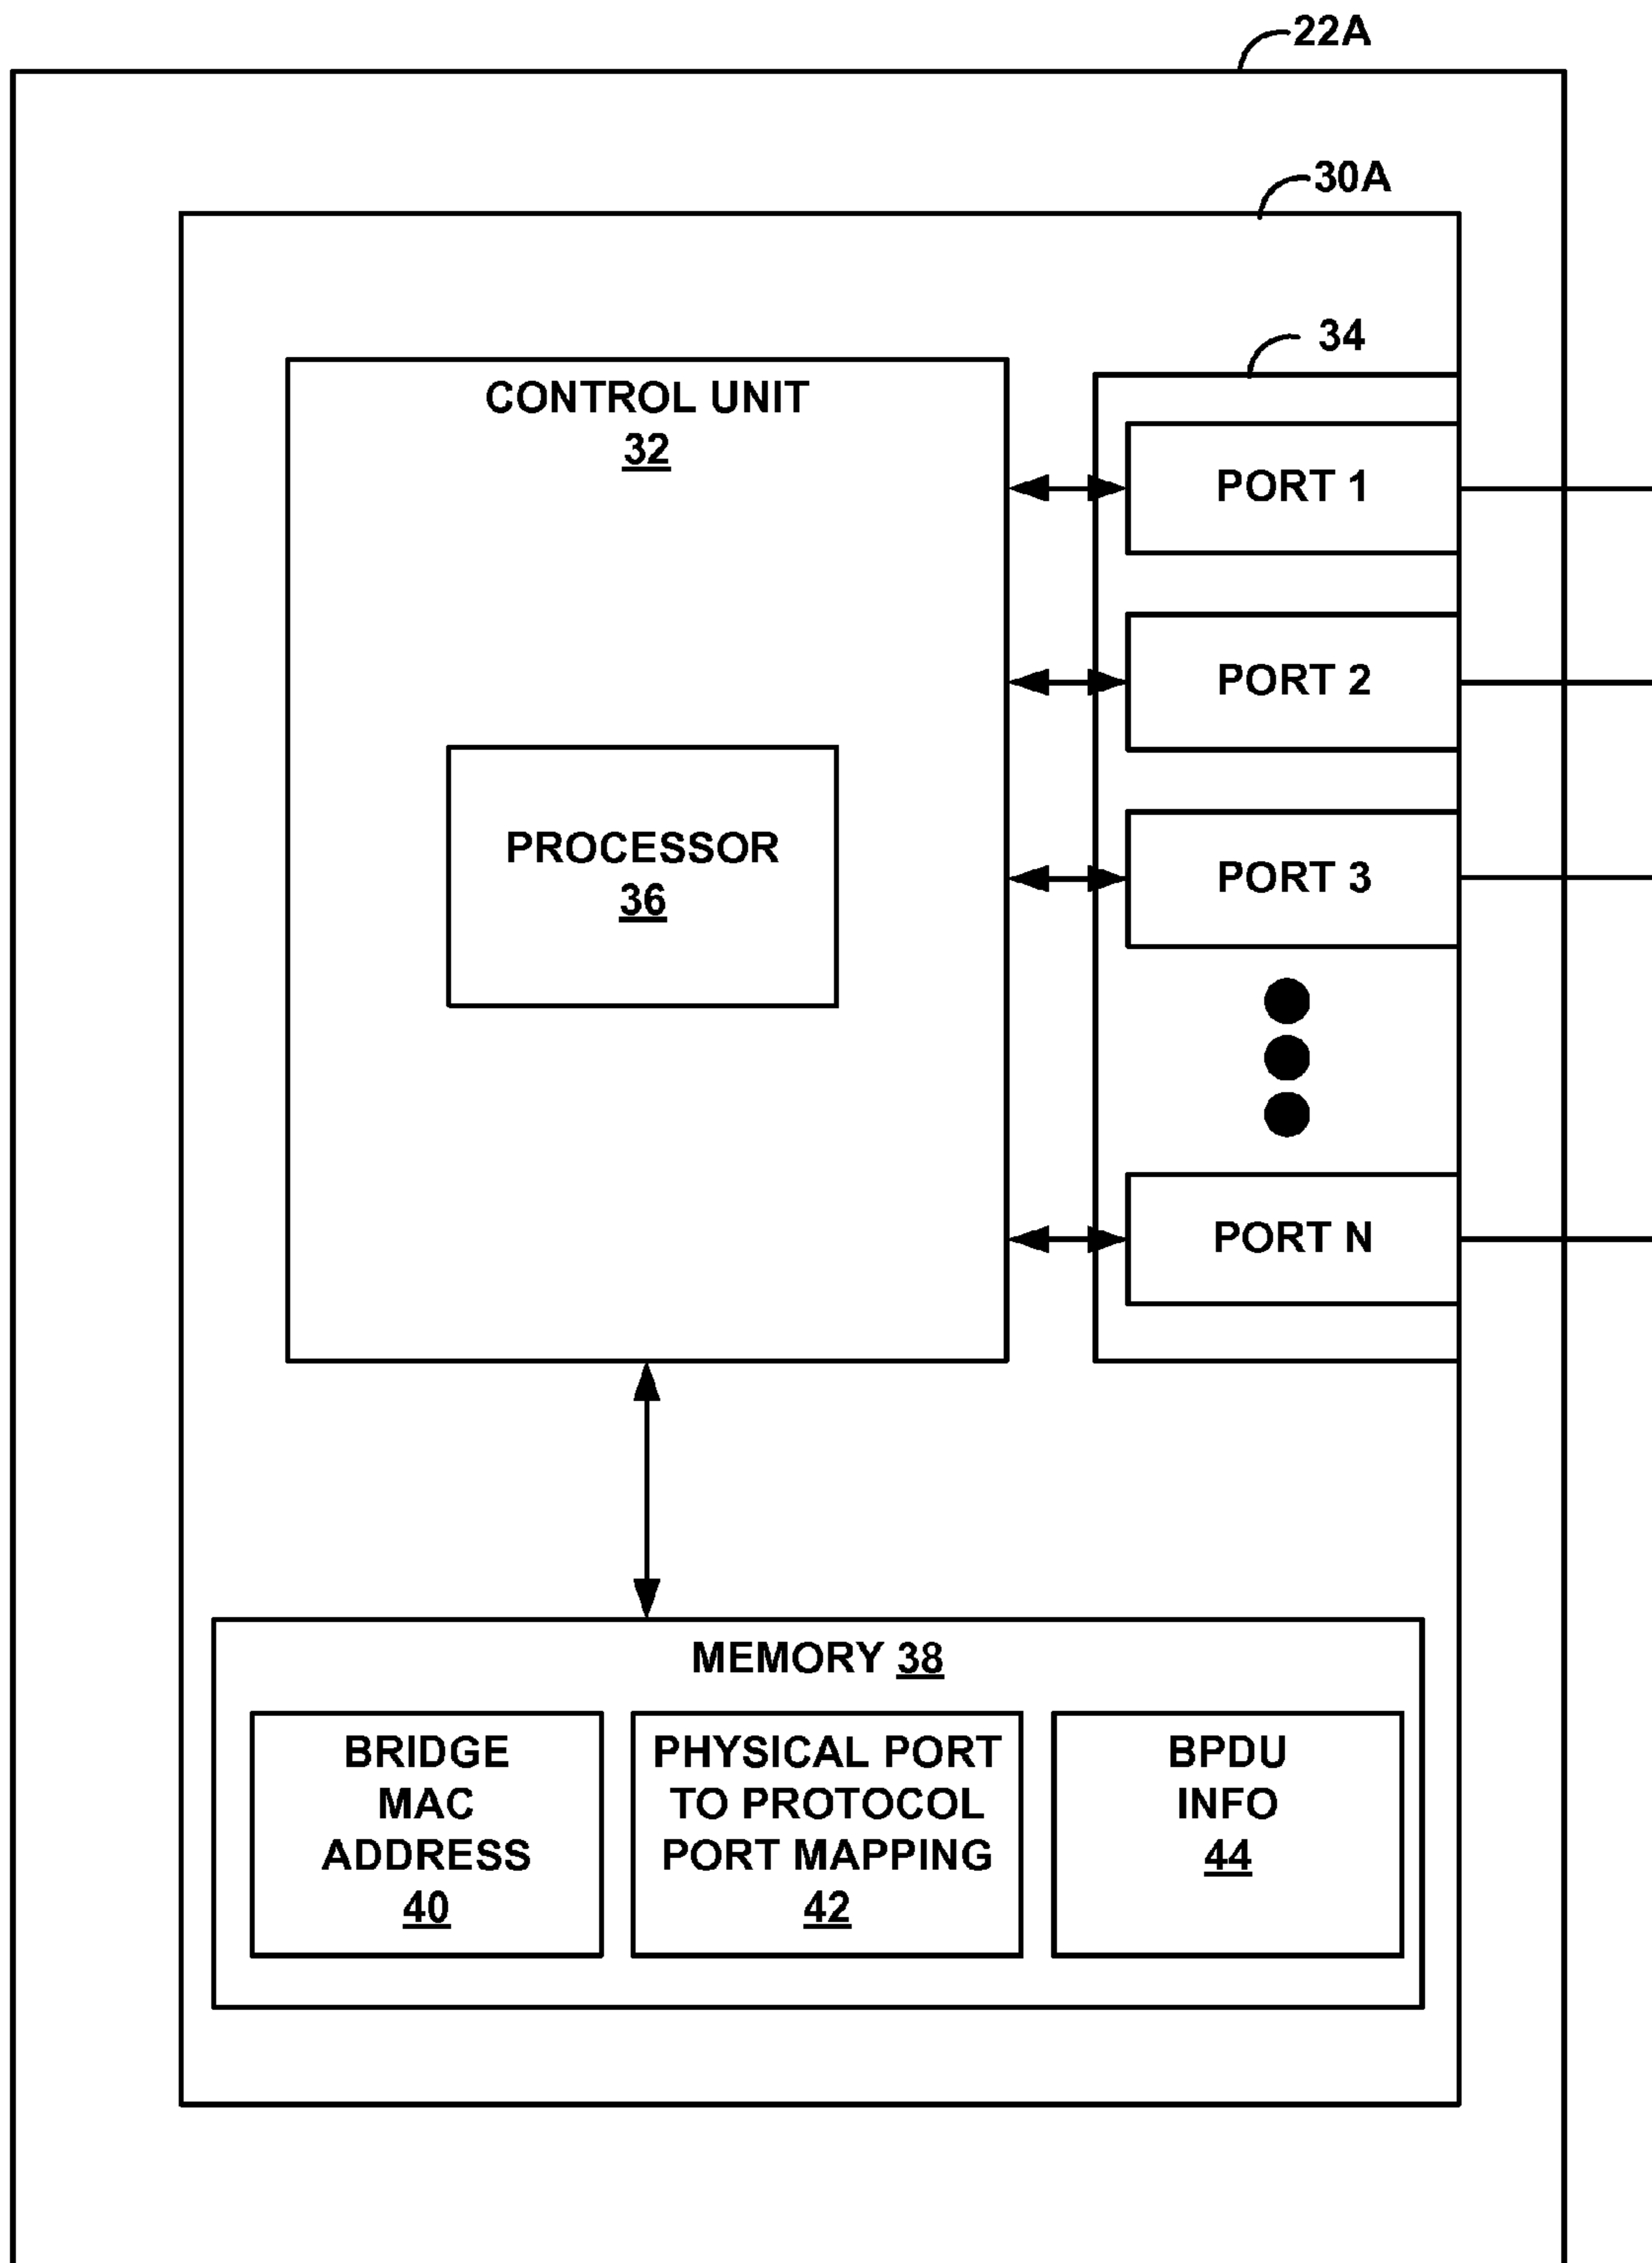 22A
30A
34
CONTROL UNIT
32
PORT 1
PORT 2
PROCESSOR
36
PORT 3
PORT N
MEMORY 38
BRIDGE
MAC
ADDRESS
40
PHYSICAL PORT
TO PROTOCOL
PORT MAPPING
42
BPDU
INFO
44